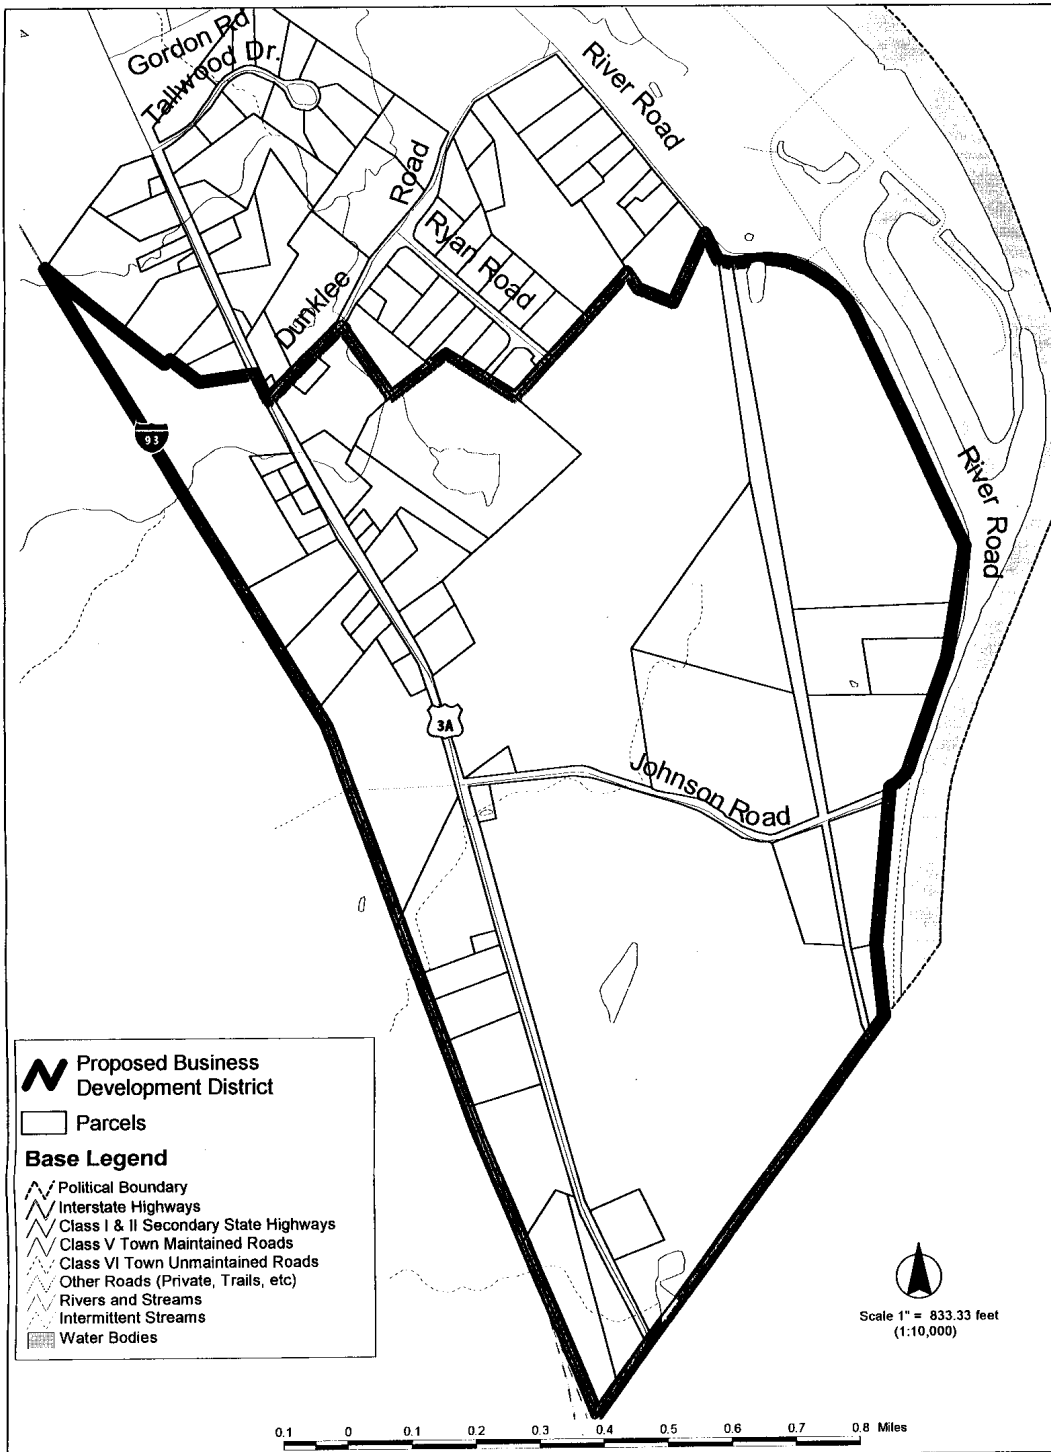 Gordon Rd
Tallwood Dr.
River Road
Road
Ryan Road
Dunklee
93
River Road
3A
Johnson Road
Proposed Business
Development District
Parcels
Base Legend
Political Boundary
Interstate Highways
Class I & II Secondary State Highways
Class V Town Maintained Roads
Class VI Town Unmaintained Roads
Other Roads (Private, Trails, etc)
Rivers and Streams
Intermittent Streams
Water Bodies
Scale 1" = 833.33 feet
(1:10,000)
0.1 0 0.1 0.2 0.3 0.4 0.5 0.6 0.7 0.8 Miles